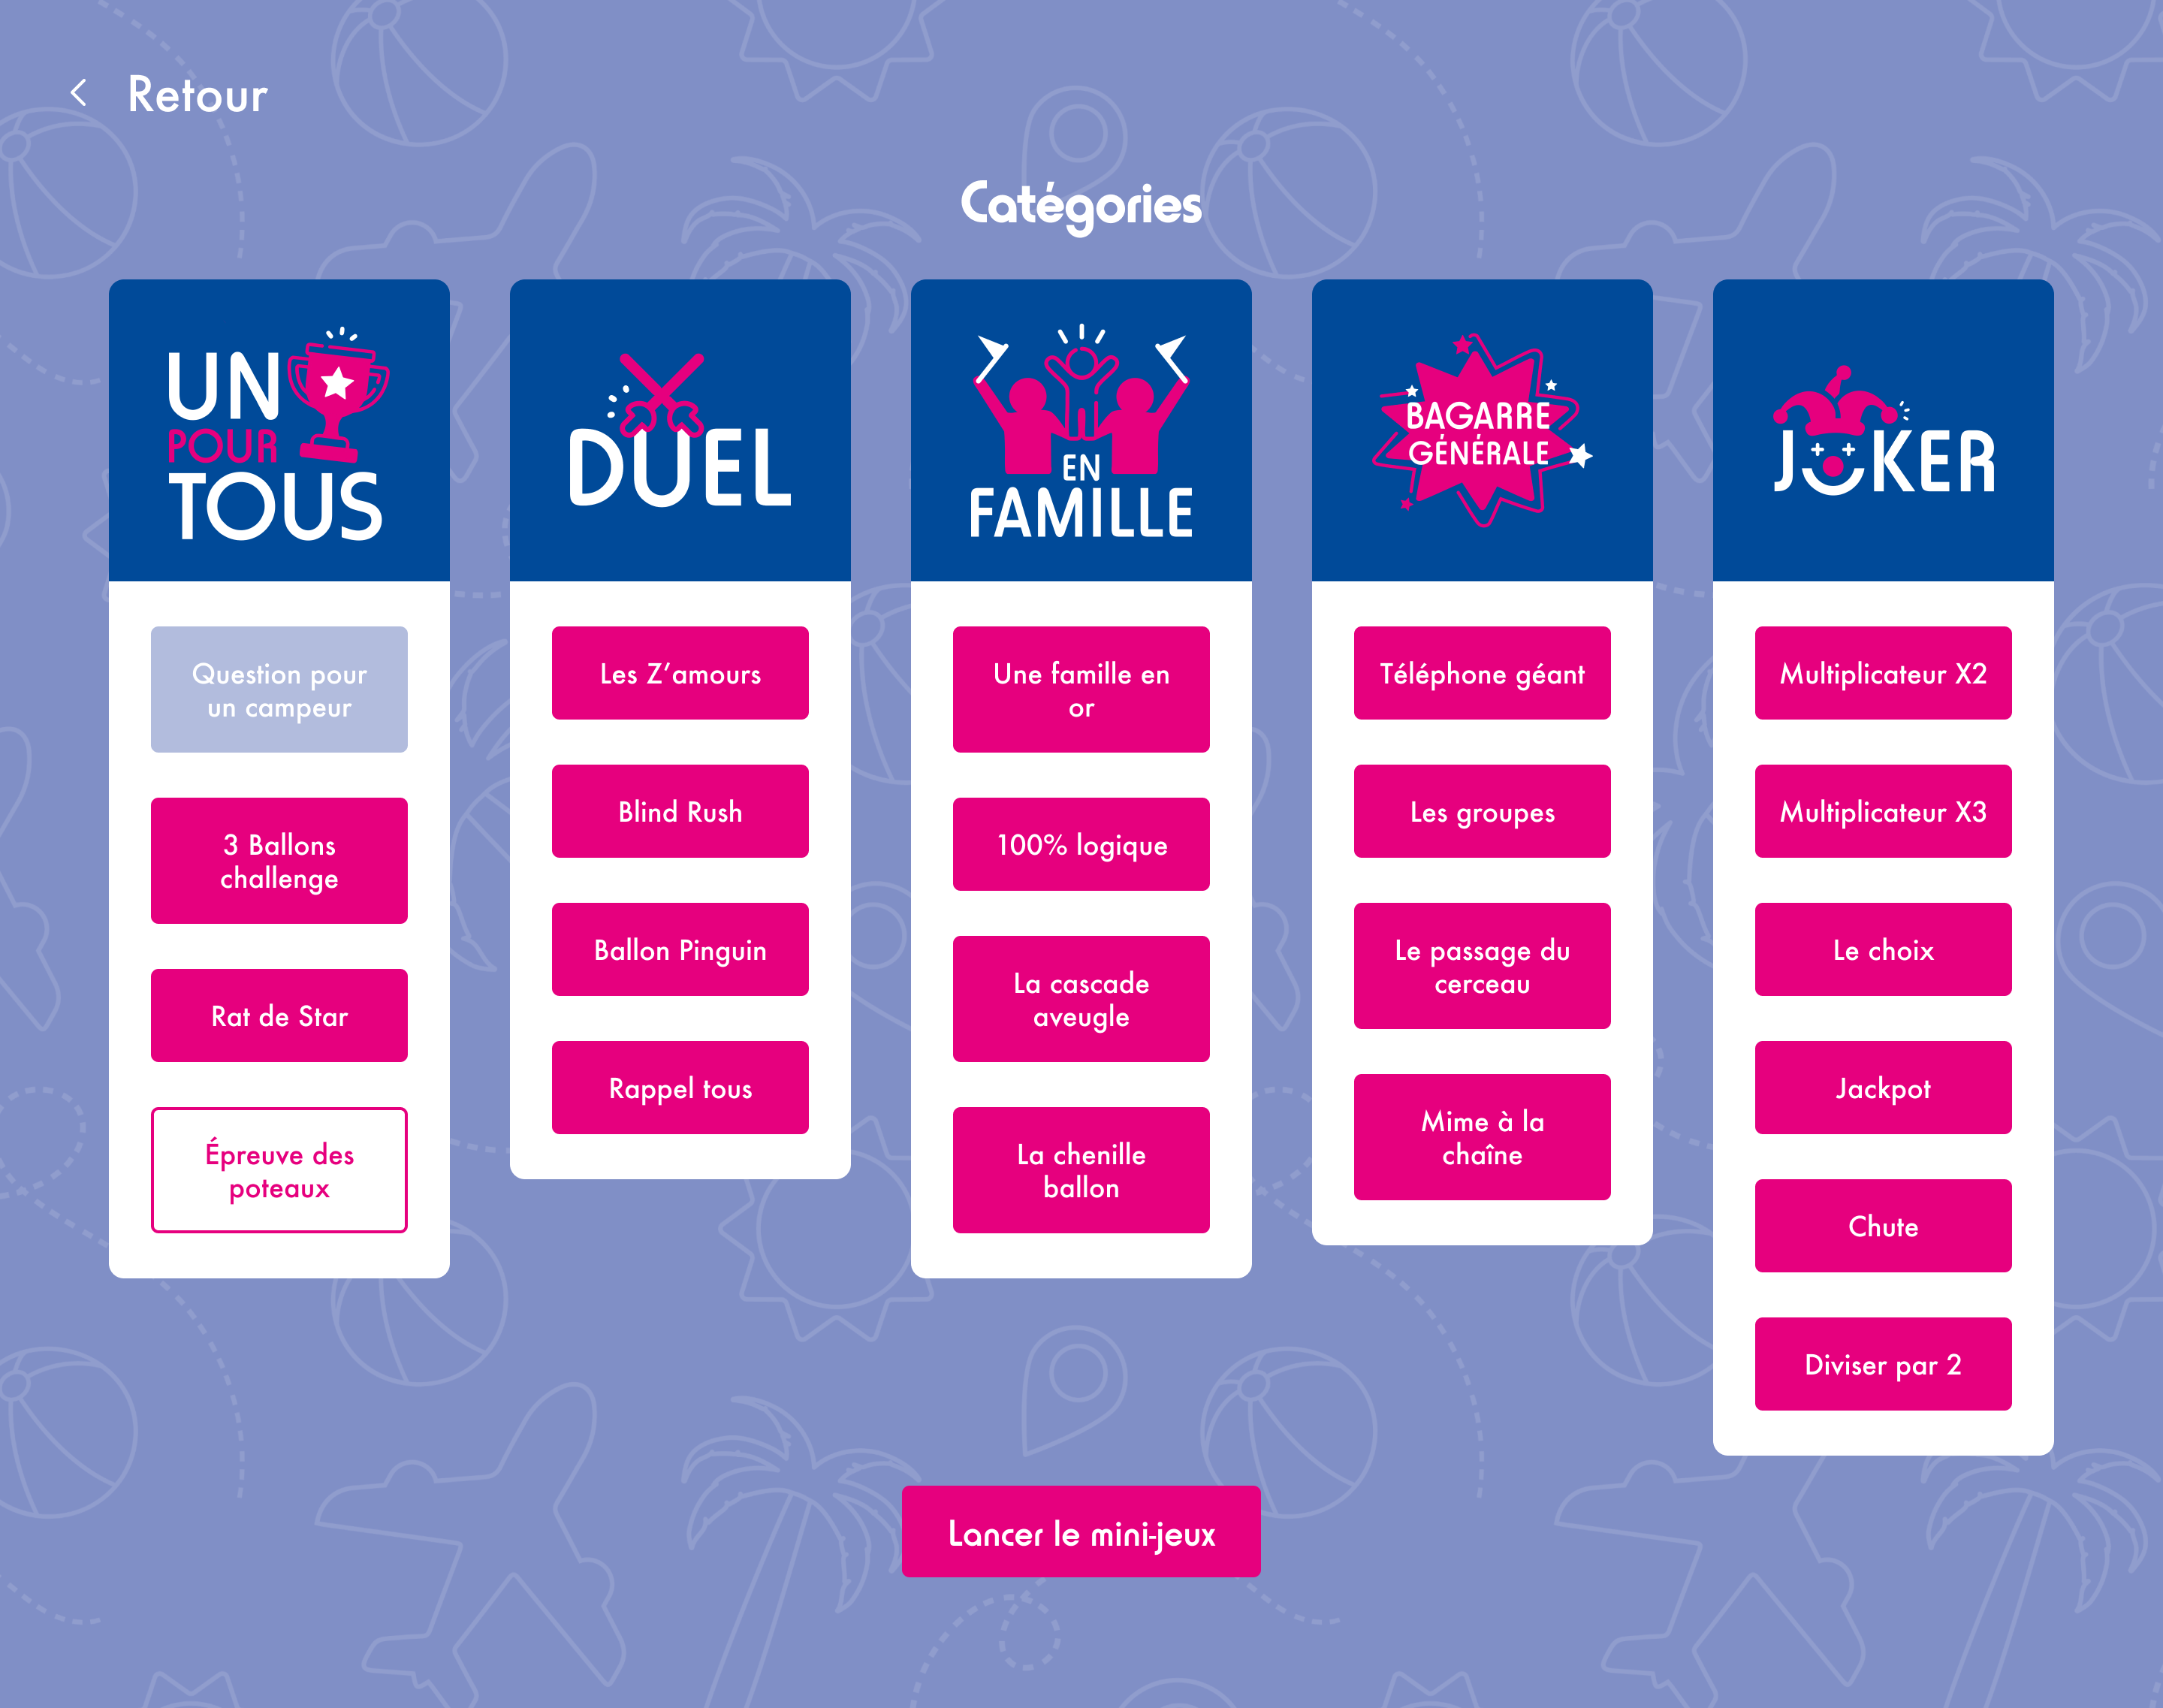 Retour
Catégories
UN
POUR
TOUS
Question pour
un campeur
3 Ballons
challenge
Rat de Star
Épreuve des
poteaux
DUEL
Les Z’amours
Blind Rush
Ballon Pinguin
Rappel tous
EN
FAMILLE
Une famille en
or
100% logique
La cascade
aveugle
La chenille
ballon
BAGARRE
GÉNÉRALE
Téléphone géant
Les groupes
Le passage du
cerceau
Mime à la
chaîne
JOKER
Multiplicateur X2
Multiplicateur X3
Le choix
Jackpot
Chute
Diviser par 2
Lancer le mini-jeux